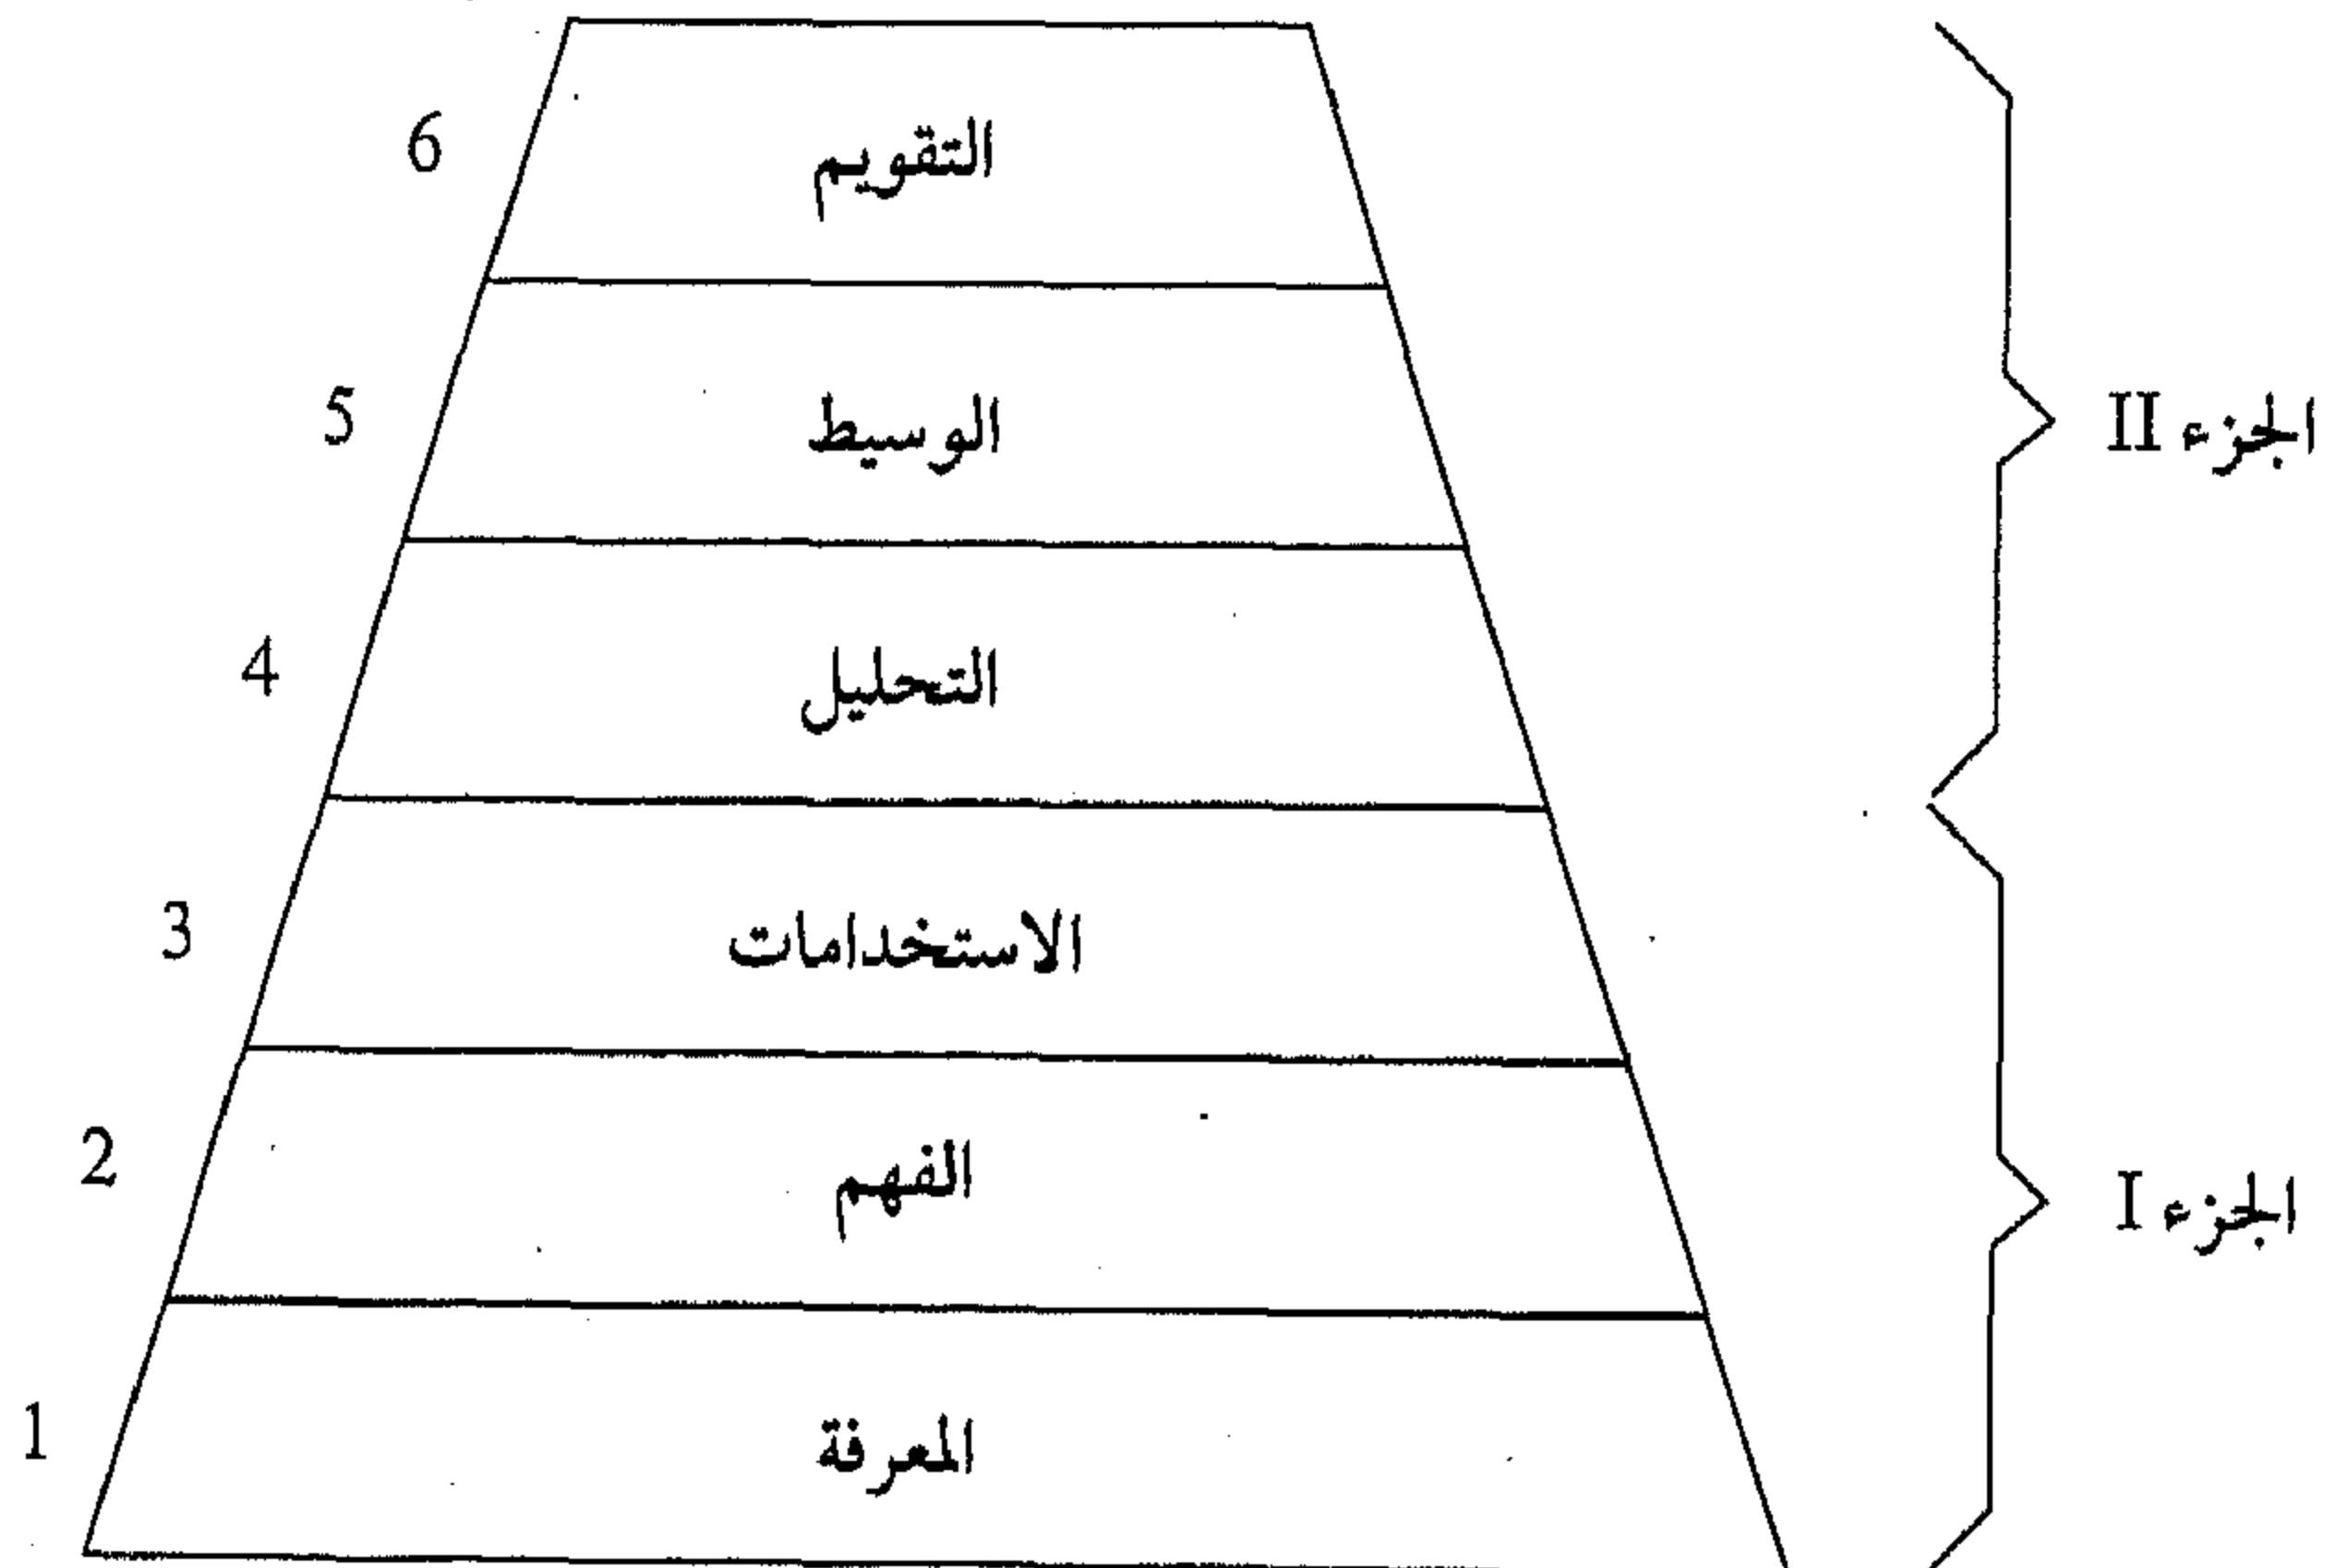 6 التقويم
5 الوسيط
الجزء II
4 التحليل
3 الاستخدامات
2 الفهم
الجزء I
1 المعرفة